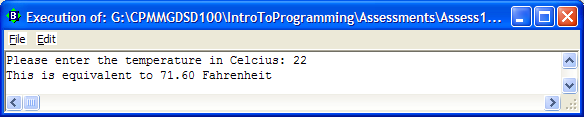 Execution of: G:\CPMMGDSD100\IntroToProgramming\Assessments\Assess1...
File Edit
Please enter the temperature in Celcius: 22
This is equivalent to 71.60 Fahrenheit